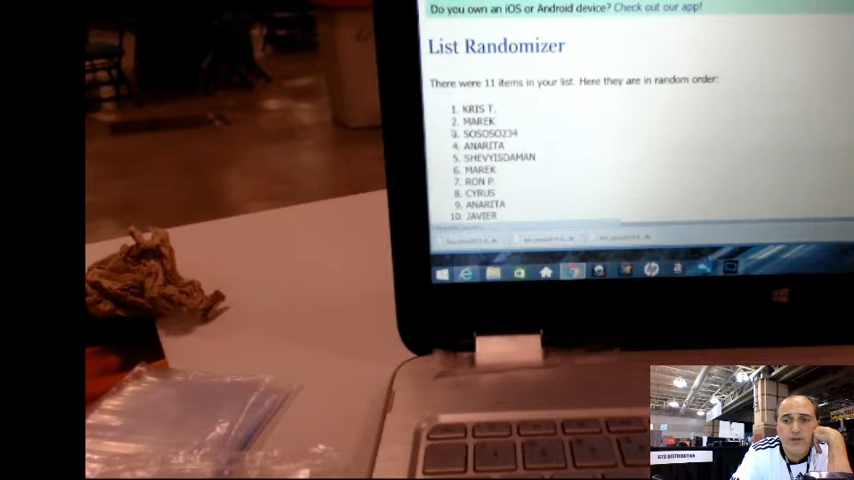 Do you own an iOS or Android device? Check out our app!
List Randomizer
There were 11 items in your list. Here they are in random order:
1. KRIS T.
2. MAREK
3. SOSOSO234
4. ANARITA
5. SHEVYISDAMAN
6. MAREK
7. RON P.
8. CYRUS
9. ANARITA
10. JAVIER
GTS DISTRIBUTION